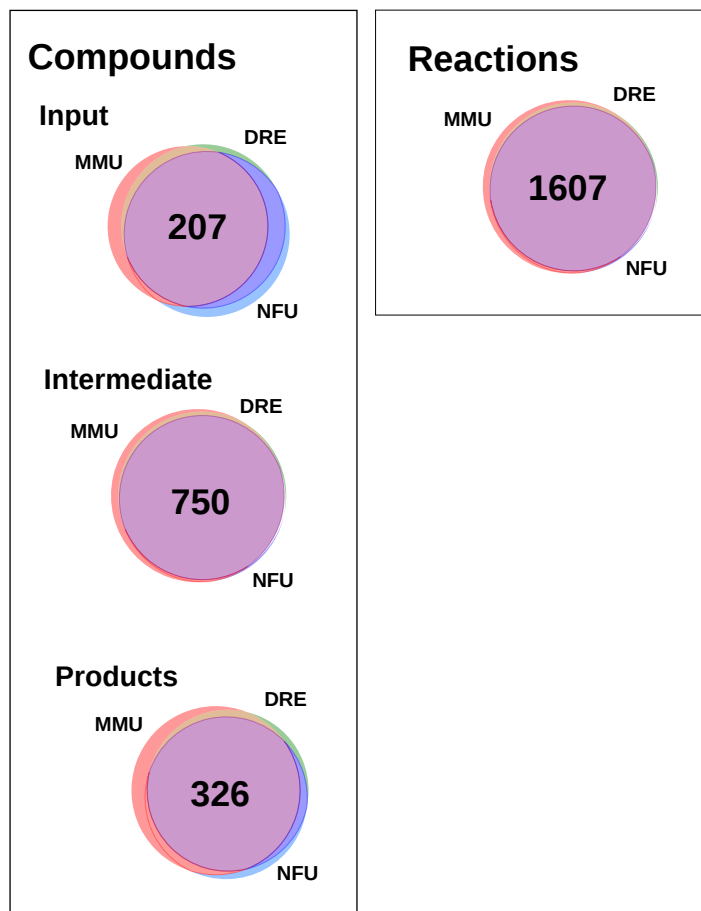 Compounds
Input
MMU
DRE
207
NFU
Intermediate
MMU
DRE
750
NFU
Products
MMU
DRE
326
NFU
Reactions
MMU
DRE
1607
NFU